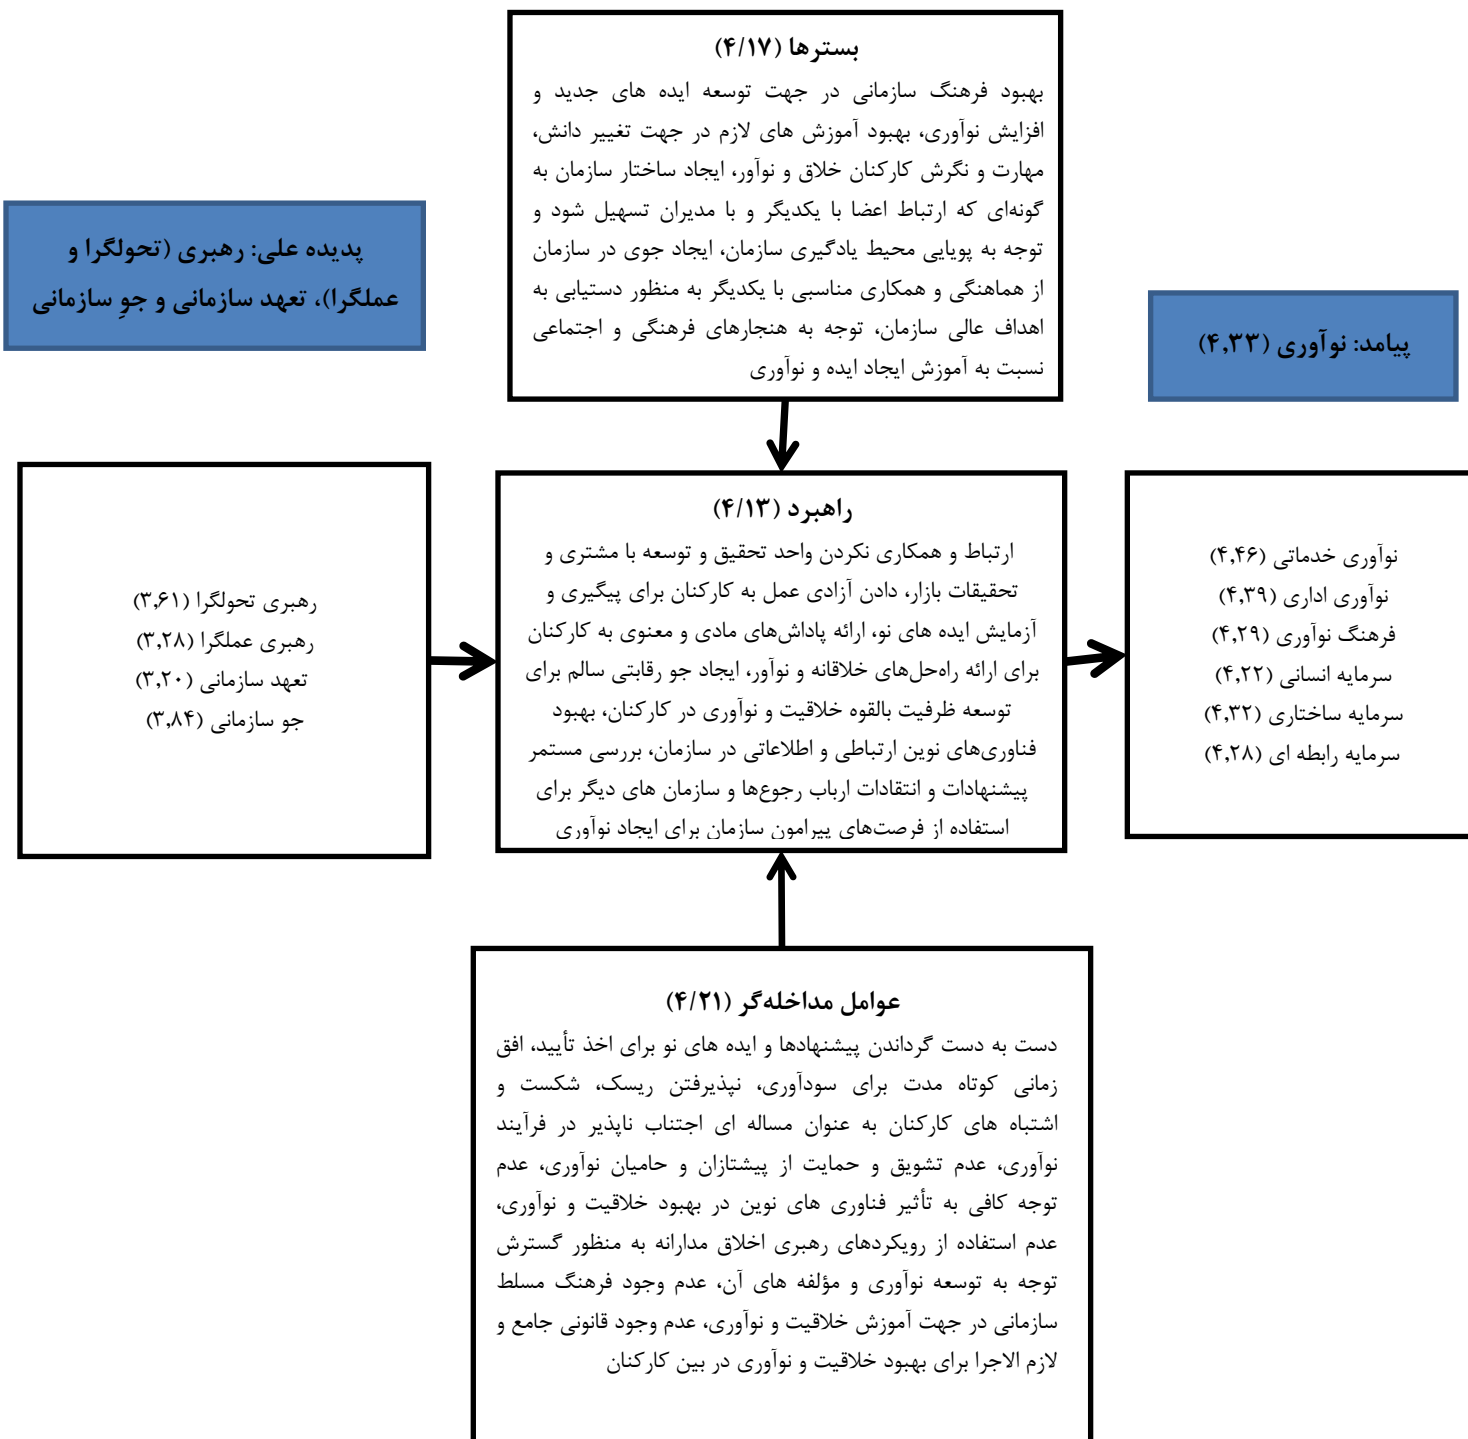 بسترها (۴/۱۷)
بهبود فرهنگ سازمانی در جهت توسعه ایده های جدید و
افزایش نوآوری، بهبود آموزش های لازم در جهت تغییر دانش،
مهارت و نگرش کارکنان خلاق و نوآور، ایجاد ساختار سازمان به
گونه‌ای که ارتباط اعضا با یکدیگر و با مدیران تسهیل شود و
توجه به پویایی محیط یادگیری سازمان، ایجاد جوی در سازمان
از هماهنگی و همکاری مناسبی با یکدیگر به منظور دستیابی به
اهداف عالی سازمان، توجه به هنجارهای فرهنگی و اجتماعی
نسبت به آموزش ایجاد ایده و نوآوری
پدیده علی: رهبری (تحولگرا و
عملگرا)، تعهد سازمانی و جوِ سازمانی
پیامد: نوآوری (۴,۳۳)
راهبرد (۴/۱۳)
ارتباط و همکاری نکردن واحد تحقیق و توسعه با مشتری و
تحقیقات بازار، دادن آزادی عمل به کارکنان برای پیگیری و
آزمایش ایده های نو، ارائه پاداش‌های مادی و معنوی به کارکنان
برای ارائه راه‌حل‌های خلاقانه و نوآور، ایجاد جو رقابتی سالم برای
توسعه ظرفیت بالقوه خلاقیت و نوآوری در کارکنان، بهبود
فناوری‌های نوین ارتباطی و اطلاعاتی در سازمان، بررسی مستمر
پیشنهادات و انتقادات ارباب رجوع‌ها و سازمان های دیگر برای
استفاده از فرصت‌های پیرامون سازمان برای ایجاد نوآوری
رهبری تحولگرا (۳,۶۱)
رهبری عملگرا (۳,۲۸)
تعهد سازمانی (۳,۲۰)
جو سازمانی (۳,۸۴)
نوآوری خدماتی (۴,۴۶)
نوآوری اداری (۴,۳۹)
فرهنگ نوآوری (۴,۲۹)
سرمایه انسانی (۴,۲۲)
سرمایه ساختاری (۴,۳۲)
سرمایه رابطه ای (۴,۲۸)
عوامل مداخله‌گر (۴/۲۱)
دست به دست گرداندن پیشنهادها و ایده های نو برای اخذ تأیید، افق
زمانی کوتاه مدت برای سودآوری، نپذیرفتن ریسک، شکست و
اشتباه های کارکنان به عنوان مساله ای اجتناب ناپذیر در فرآیند
نوآوری، عدم تشویق و حمایت از پیشتازان و حامیان نوآوری، عدم
توجه کافی به تأثیر فناوری های نوین در بهبود خلاقیت و نوآوری،
عدم استفاده از رویکردهای رهبری اخلاق مدارانه به منظور گسترش
توجه به توسعه نوآوری و مؤلفه های آن، عدم وجود فرهنگ مسلط
سازمانی در جهت آموزش خلاقیت و نوآوری، عدم وجود قانونی جامع و
لازم الاجرا برای بهبود خلاقیت و نوآوری در بین کارکنان